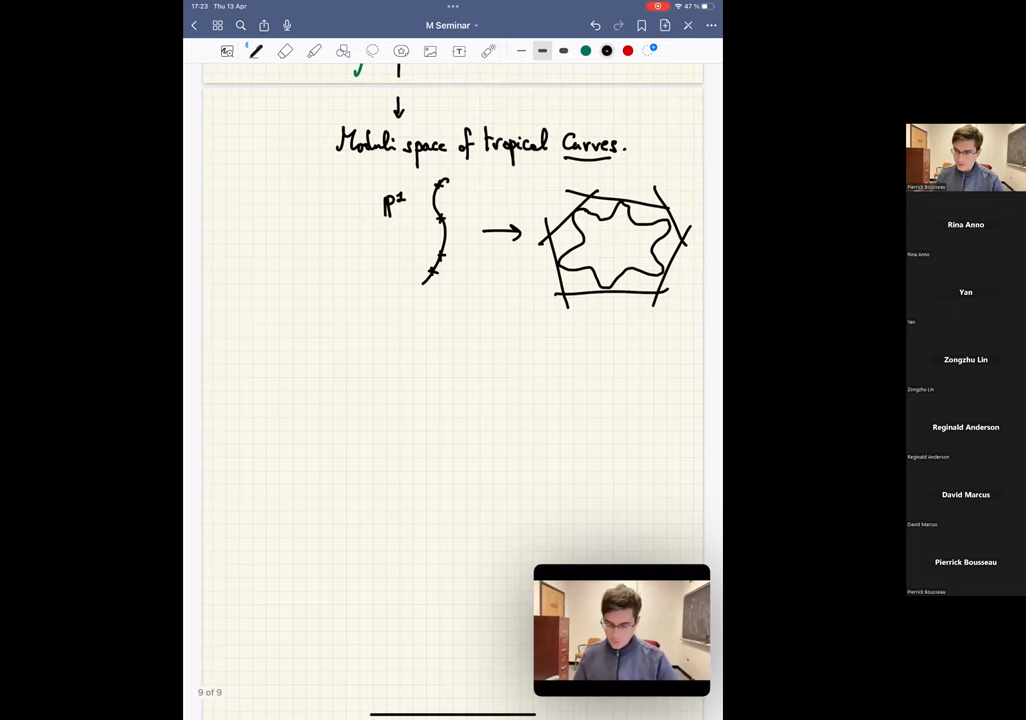 17:23 Thu 13 Apr
47 %
M Seminar
T
Moduli space of tropical Curves.
P¹
9 of 9
Pierrick Bousseau
Rina Anno
Rina Anno
Yan
Yan
Zongzhu Lin
Zongzhu Lin
Reginald Anderson
Reginald Anderson
David Marcus
David Marcus
Pierrick Bousseau
Pierrick Bousseau